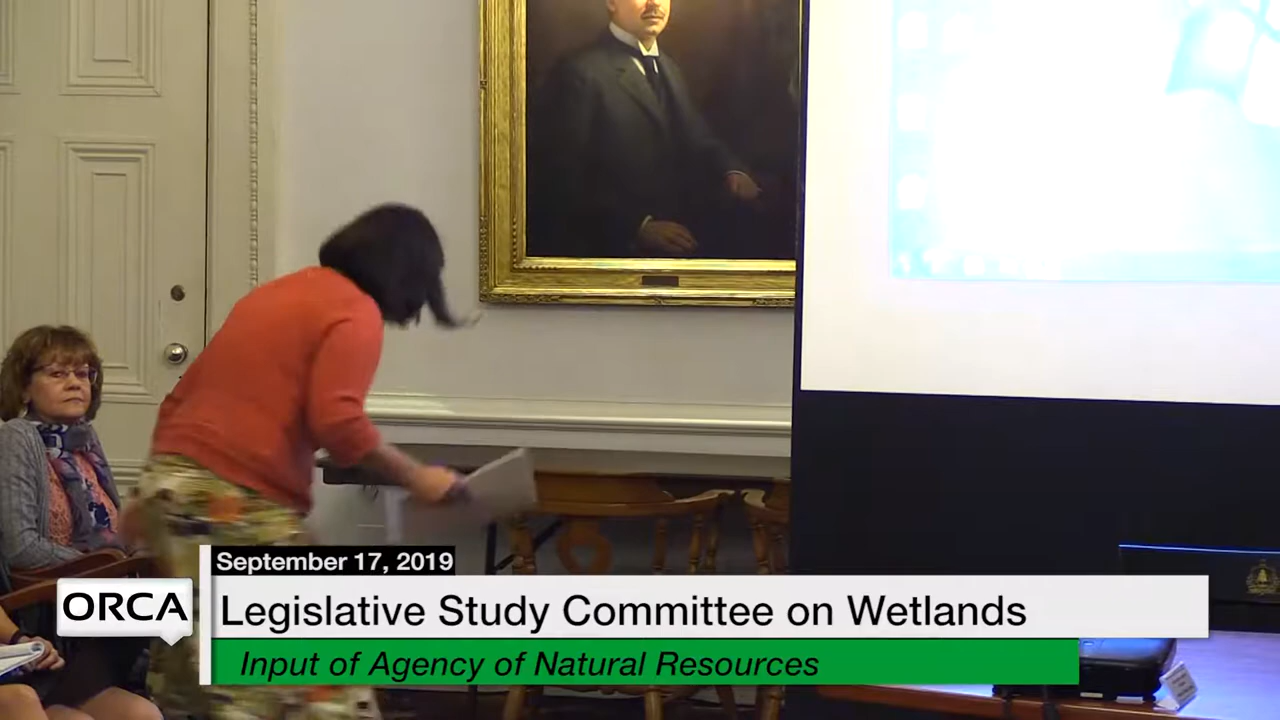 September 17, 2019
ORCA
Legislative Study Committee on Wetlands
Input of Agency of Natural Resources